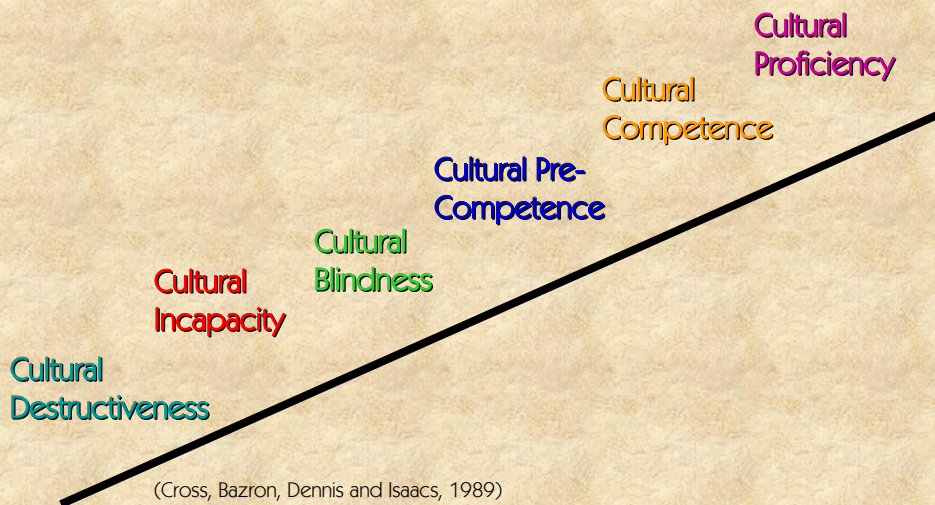 Cultural
Proficiency
Cultural
Competence
Cultural Pre-
Competence
Cultural
Blindness
Cultural
Incapacity
Cultural
Destructiveness
(Cross, Bazron, Dennis and Isaacs, 1989)